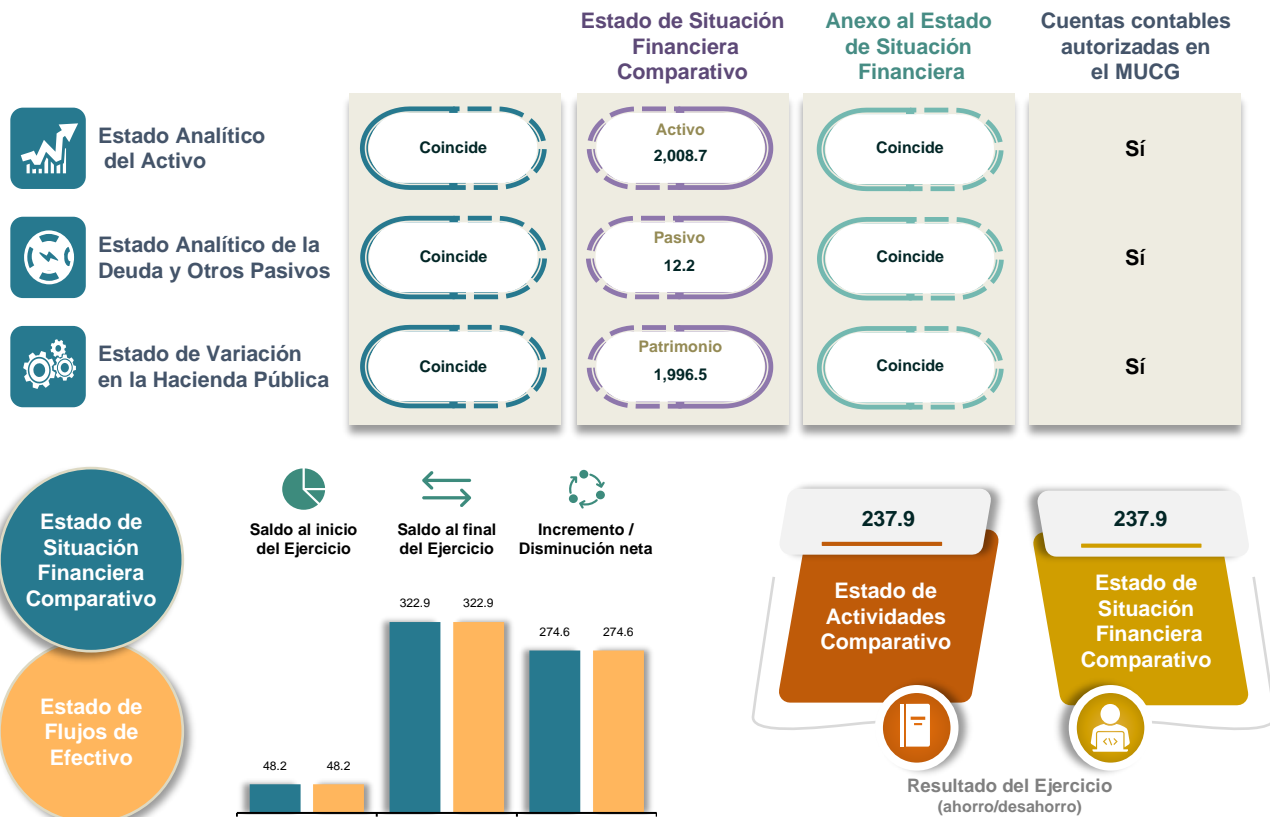 Estado de Situación
Financiera
Comparativo
Anexo al Estado
de Situación
Financiera
Cuentas contables
autorizadas en
el MUCG
Estado Analítico
del Activo
Coincide
Activo
2,008.7
Coincide
Sí
Estado Analítico de la
Deuda y Otros Pasivos
Coincide
Pasivo
12.2
Coincide
Sí
Estado de Variación
en la Hacienda Pública
Coincide
Patrimonio
1,996.5
Coincide
Sí
Estado de
Situación
Financiera
Comparativo
Estado de
Flujos de
Efectivo
Saldo al inicio
del Ejercicio
Saldo al final
del Ejercicio
Incremento /
Disminución neta
48.2
48.2
322.9
322.9
274.6
274.6
237.9
Estado de
Actividades
Comparativo
237.9
Estado de
Situación
Financiera
Comparativo
Resultado del Ejercicio
(ahorro/desahorro)